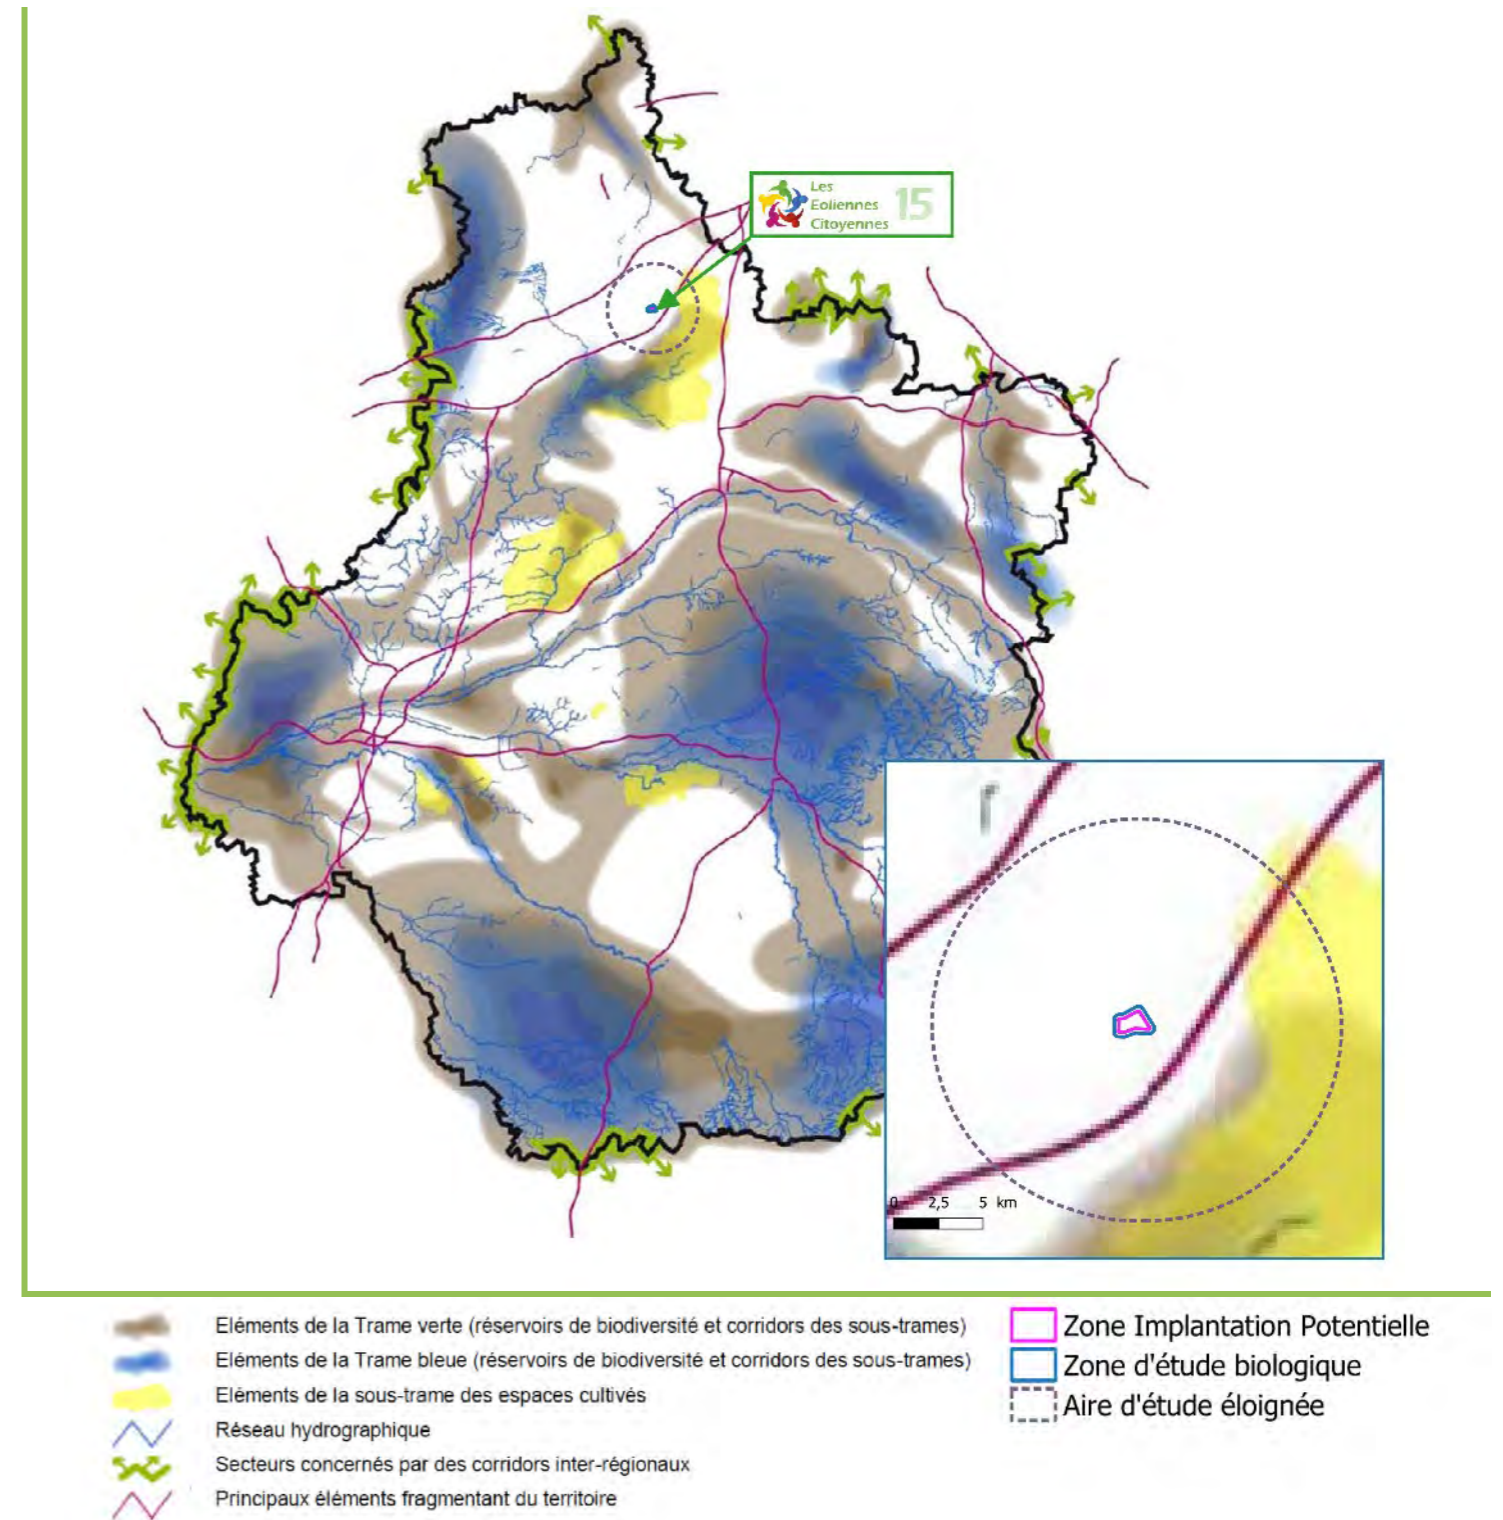 Les
Eoliennes 15
Citoyennes
0 2,5 5 km
Eléments de la Trame verte (réservoirs de biodiversité et corridors des sous-trames)
Eléments de la Trame bleue (réservoirs de biodiversité et corridors des sous-trames)
Eléments de la sous-trame des espaces cultivés
Réseau hydrographique
Secteurs concernés par des corridors inter-régionaux
Principaux éléments fragmentant du territoire
Zone Implantation Potentielle
Zone d'étude biologique
Aire d'étude éloignée